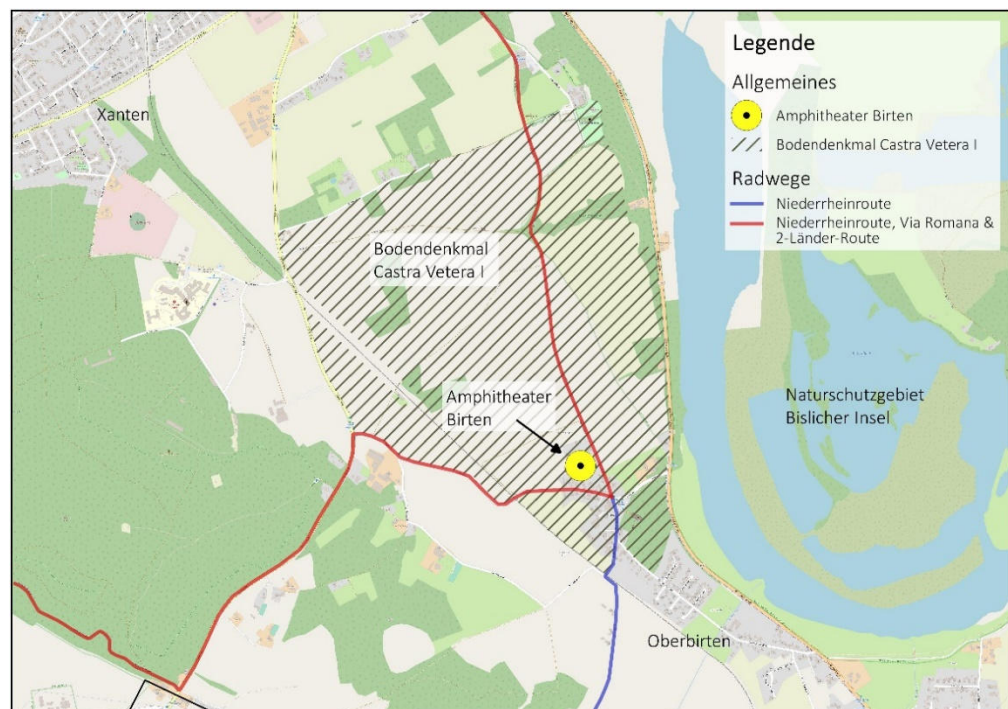 Legende
Allgemeines
Amphitheater Birten
Bodendenkmal Castra Vetera I
Radwege
Niederrheinroute
Niederrheinroute, Via Romana &
2-Länder-Route
Xanten
Bodendenkmal
Castra Vetera I
Amphitheater
Birten
Naturschutzgebiet
Bislicher Insel
Oberbirten